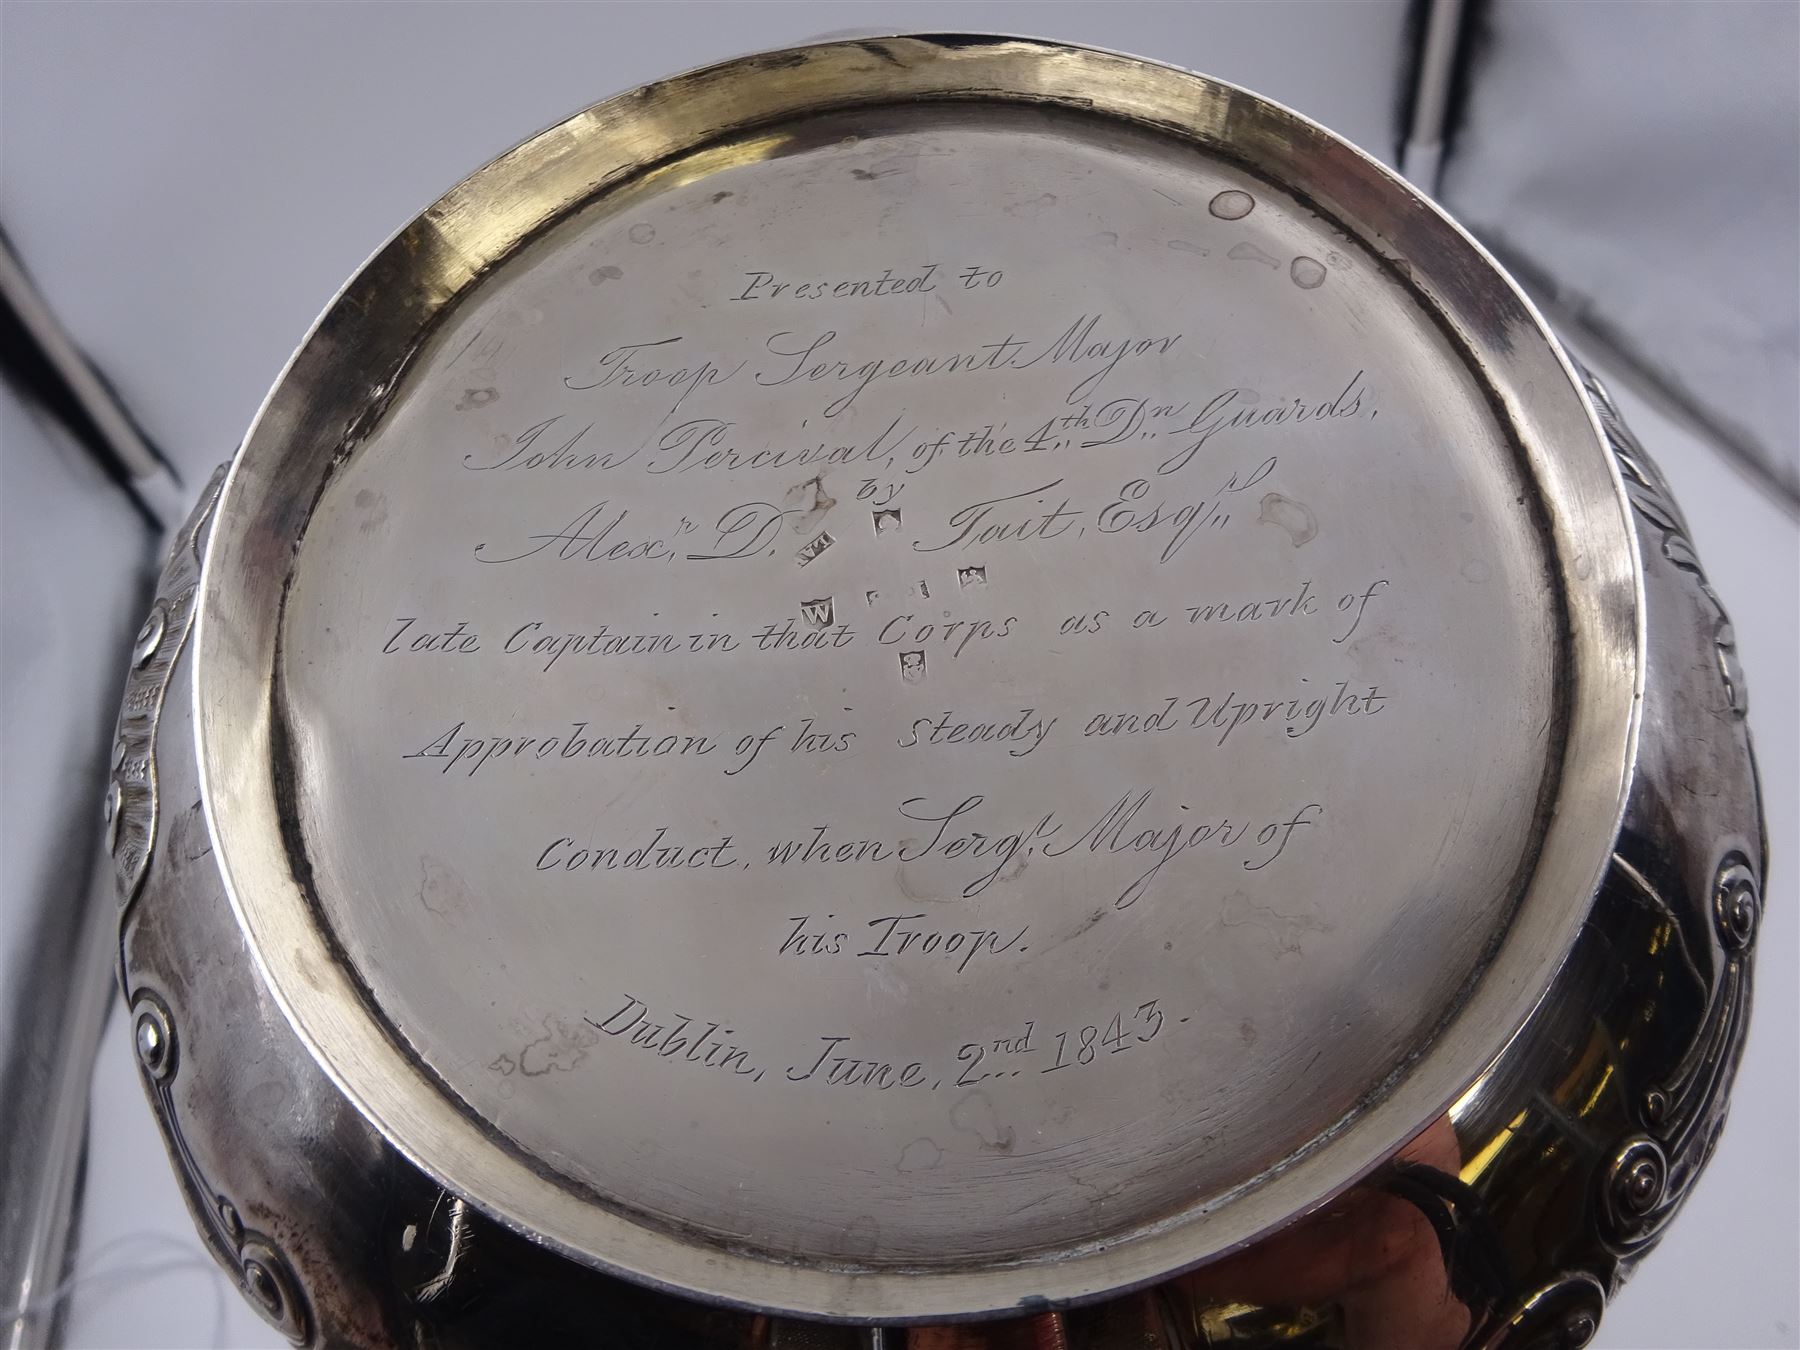 Presented to
Troop Sergeant Major
John Percival, of the 4th Dn Guards,
by
Alexr D. Tait, Esqr
W
late Captain in that Corps as a mark of
Approbation of his steady and Upright
Conduct, when Sergt Major of
his Troop.
Dublin, June, 2nd 1843.